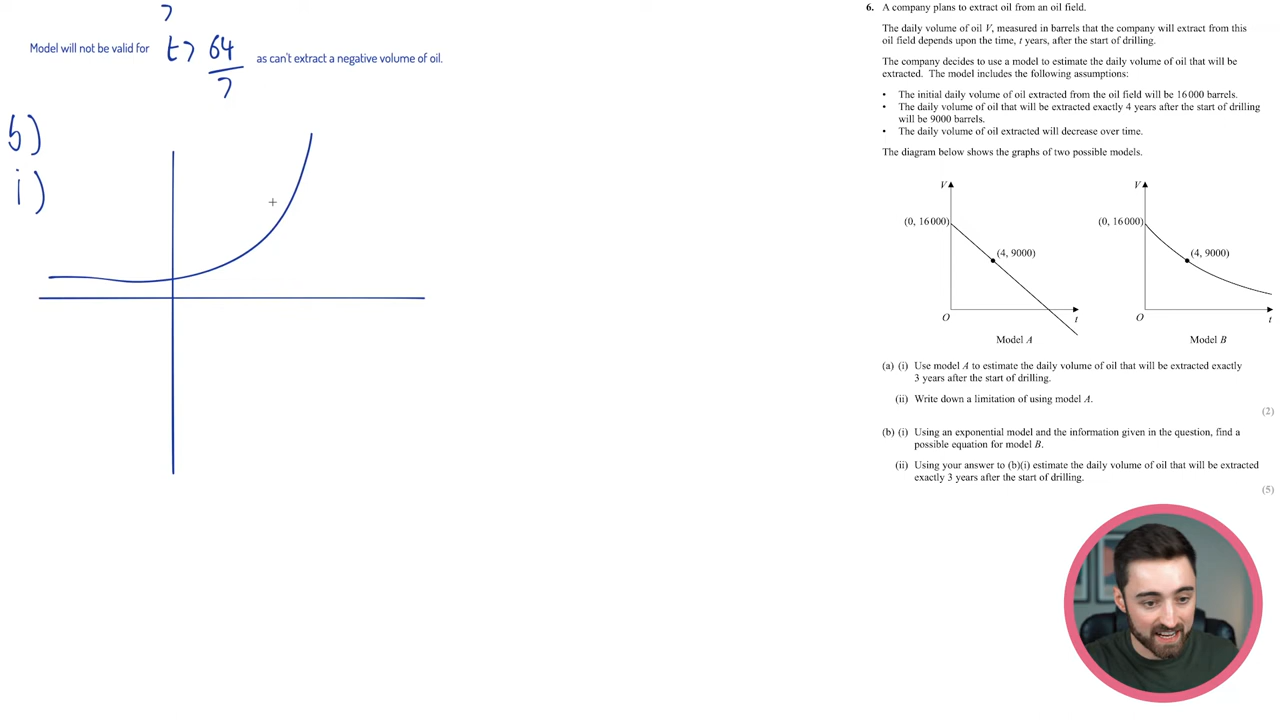 7
Model will not be valid for t > 64/7 as can't extract a negative volume of oil.
b)
i)
6. A company plans to extract oil from an oil field.
The daily volume of oil V, measured in barrels that the company will extract from this
oil field depends upon the time, t years, after the start of drilling.
The company decides to use a model to estimate the daily volume of oil that will be
extracted. The model includes the following assumptions:
• The initial daily volume of oil extracted from the oil field will be 16 000 barrels.
• The daily volume of oil that will be extracted exactly 4 years after the start of drilling
will be 9000 barrels.
• The daily volume of oil extracted will decrease over time.
The diagram below shows the graphs of two possible models.
V
(0, 16 000)
(4, 9000)
O
t
Model A
V
(0, 16 000)
(4, 9000)
O
t
Model B
(a) (i) Use model A to estimate the daily volume of oil that will be extracted exactly
3 years after the start of drilling.
(ii) Write down a limitation of using model A.
(2)
(b) (i) Using an exponential model and the information given in the question, find a
possible equation for model B.
(ii) Using your answer to (b)(i) estimate the daily volume of oil that will be extracted
exactly 3 years after the start of drilling.
(5)